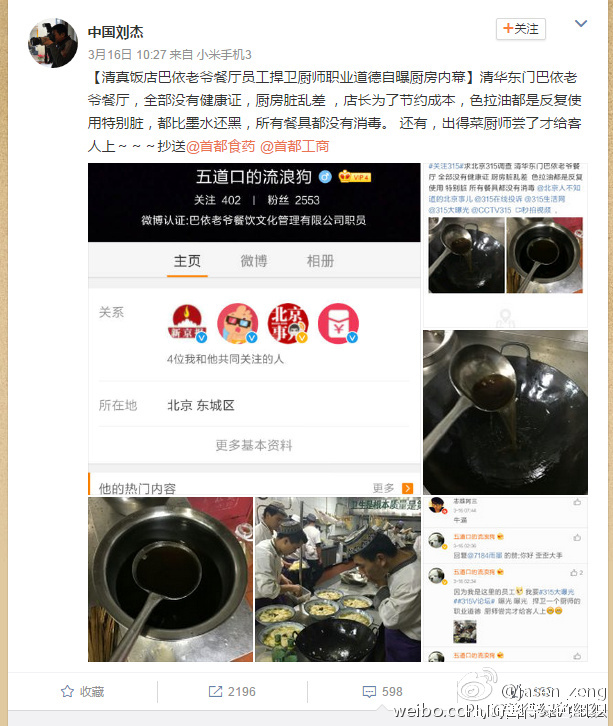 中国刘杰
+关注
3月16日 10:27 来自 小米手机3
【清真饭店巴依老爷餐厅员工捍卫厨师职业道德自曝厨房内幕】清华东门巴依老
爷餐厅，全部没有健康证，厨房脏乱差 ，店长为了节约成本，色拉油都是反复使
用特别脏，都比墨水还黑，所有餐具都没有消毒。 还有，出得菜厨师尝了才给客
人上～～～抄送@首都食药 @首都工商
五道口的流浪狗
VIP4
关注 402 | 粉丝 2553
微博认证:巴依老爷餐饮文化管理有限公司职员
主页
微博
相册
关系
新京报
北京
事儿
4位我和他共同关注的人
所在地
北京 东城区
更多基本资料
他的热门内容
更多
#关注315#求北京315调查 清华东门巴依老爷餐
厅 全部没有健康证 厨房脏乱差 色拉油都是反复
使用 特别脏 所有餐具都没有消毒 @北京人不知
道的北京事儿 @315在线投诉 @315生活网
@315大曝光 @CCTV315
牛逼
五道口的流浪狗
回复@7184雨屋 的赞:你好 歪歪大手
五道口的流浪狗
2
因为我是这里的员工 我要#315大曝光
##315V论坛# 曝光 曝光 捍卫一个厨师的
职业道德 厨师尝完才给客人上
五道口的流浪狗
收藏
2196
598
@jason_zeng